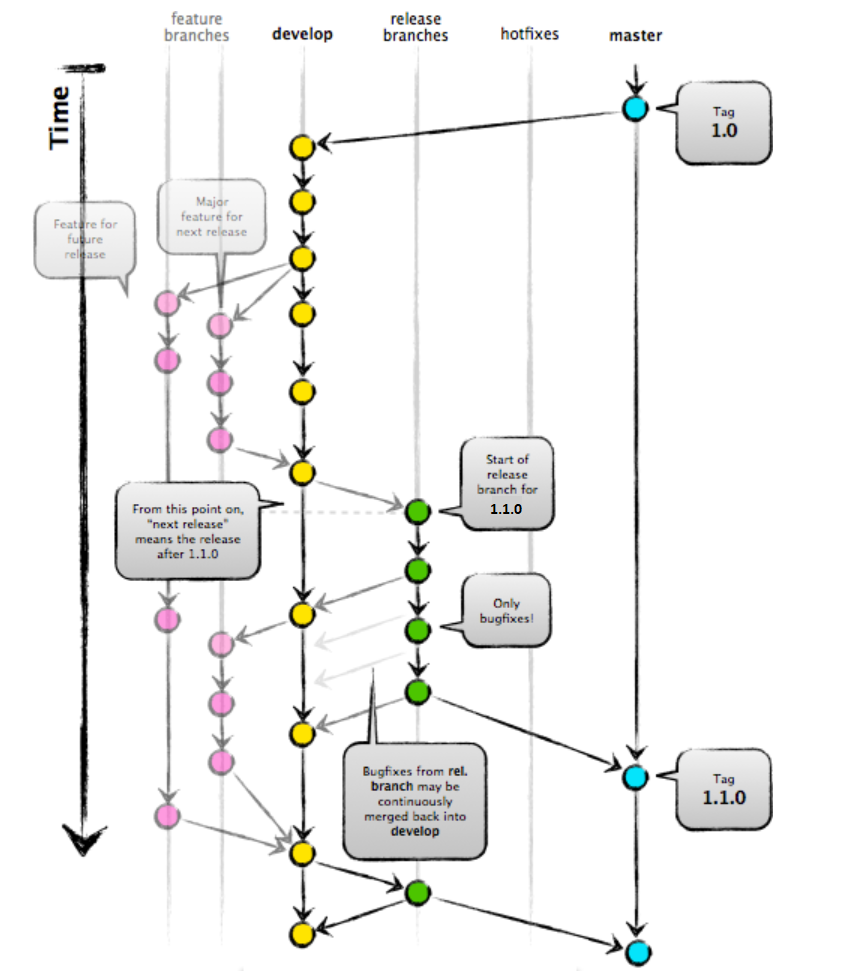 feature
branches
develop
release
branches
hotfixes
master
Time
Tag
1.0
Feature for
future
release
Major
feature for
next release
Start of
release
branch for
1.1.0
From this point on,
“next release”
means the release
after 1.1.0
Only
bugfixes!
Bugfixes from rel.
branch may be
continuously
merged back into
develop
Tag
1.1.0